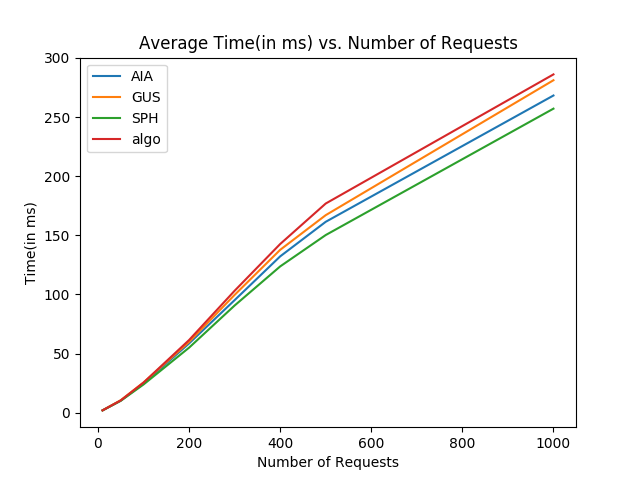 Average Time(in ms) vs. Number of Requests
AIA
GUS
SPH
algo
300
250
200
150
100
50
0
Time(in ms)
0 200 400 600 800 1000
Number of Requests